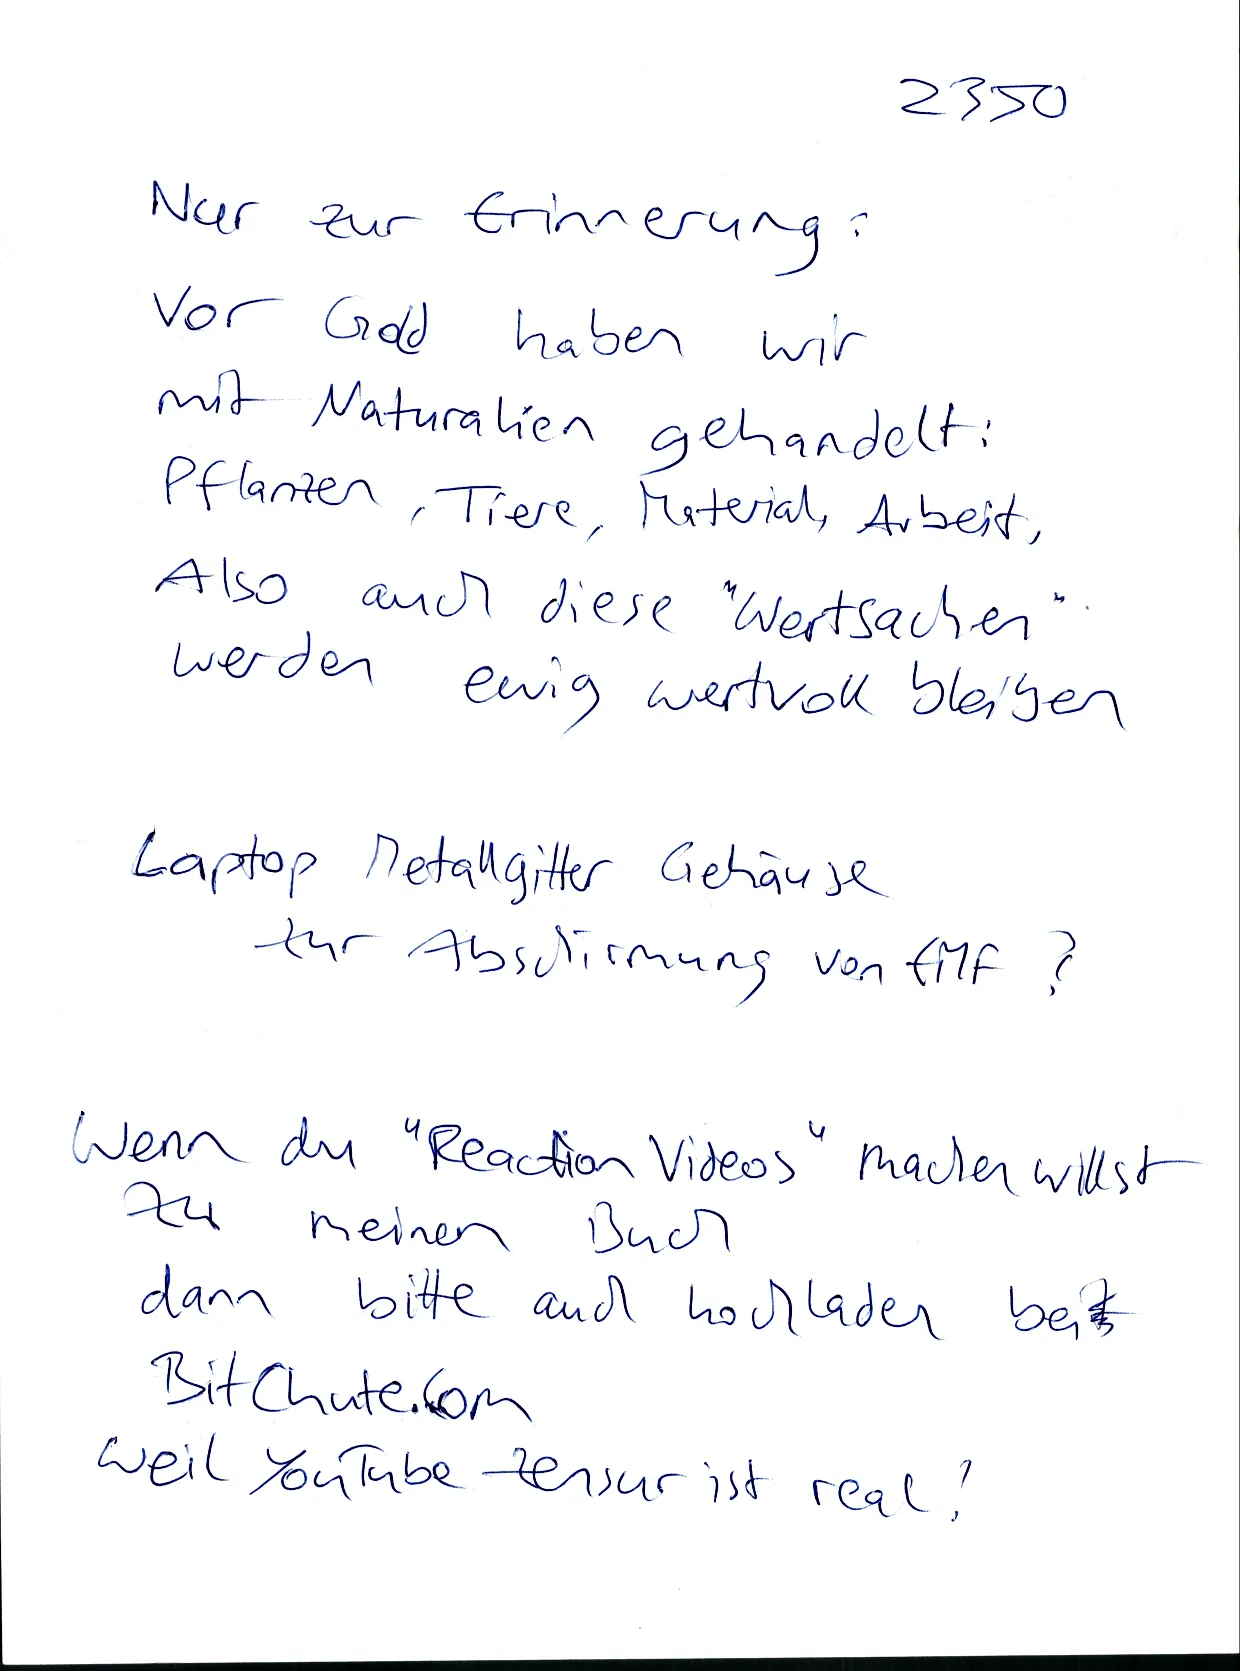 2350
Nur zur Erinnerung:
Vor Gold haben wir
mit Naturalien gehandelt:
Pflanzen, Tiere, Material, Arbeit,
Also auch diese "Wertsachen"
werden ewig wertvoll bleiben
Laptop Metallgitter Gehäuse
zur Abschirmung von EMF ?
Wenn du "Reaction Videos" machen willst
zu meinen Buch
dann bitte auch hochladen bei
BitChute.Com
weil YouTube zensur ist real!